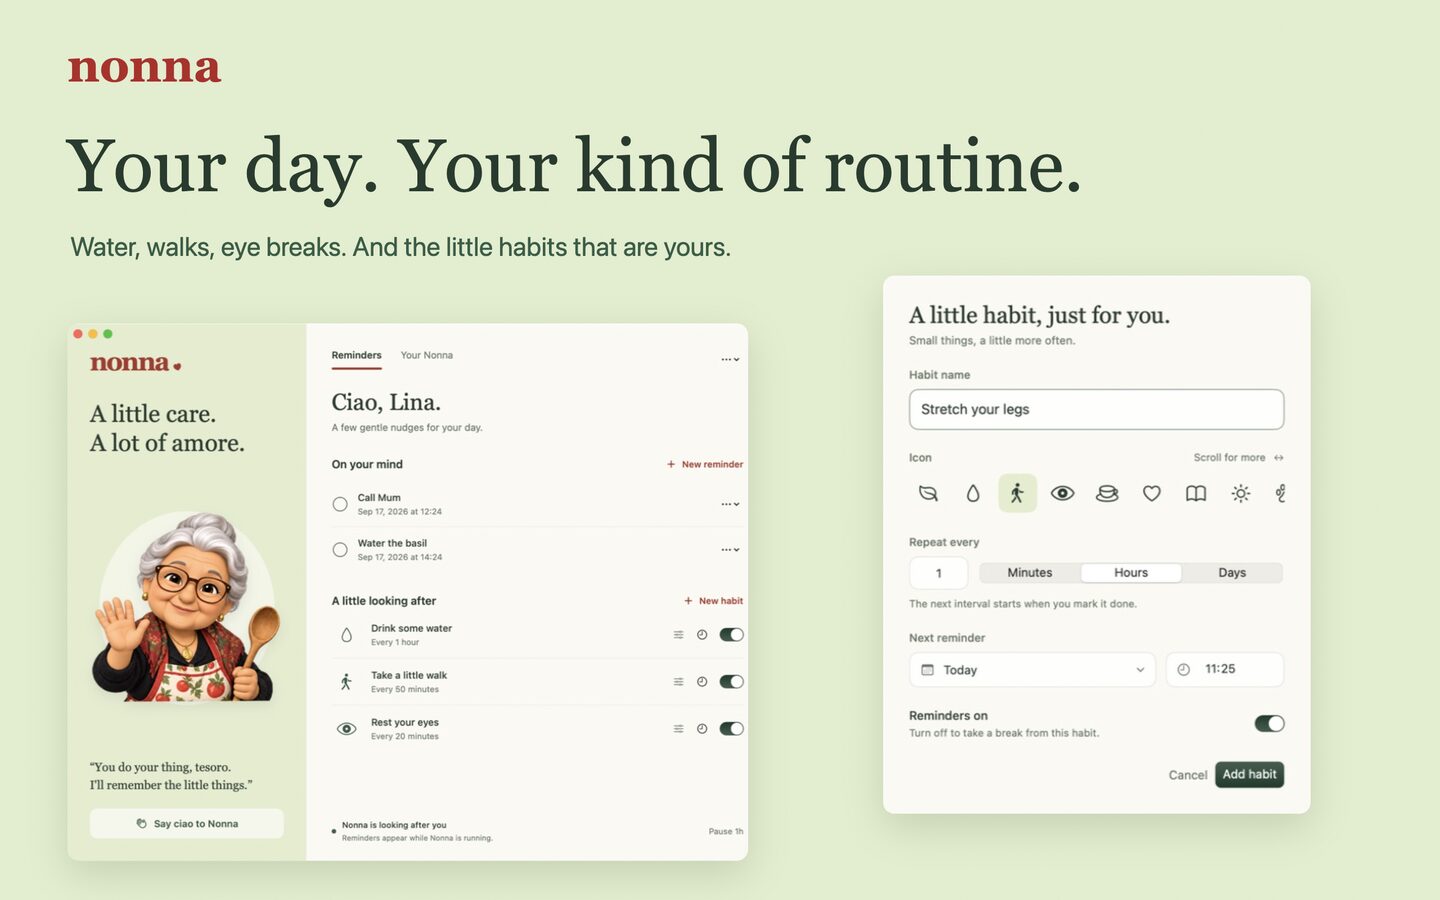 nonna
Your day. Your kind of routine.
Water, walks, eye breaks. And the little habits that are yours.
nonna
A little care.
A lot of amore.
“You do your thing, tesoro.
I’ll remember the little things.”
Say ciao to Nonna
Reminders Your Nonna
Ciao, Lina.
A few gentle nudges for your day.
On your mind + New reminder
Call Mum
Sep 17, 2026 at 12:24
Water the basil
Sep 17, 2026 at 14:24
A little looking after + New habit
Drink some water
Every 1 hour
Take a little walk
Every 50 minutes
Rest your eyes
Every 20 minutes
Nonna is looking after you
Reminders appear while Nonna is running.
Pause 1h
A little habit, just for you.
Small things, a little more often.
Habit name
Stretch your legs
Icon Scroll for more ↔
Repeat every
1 Minutes Hours Days
The next interval starts when you mark it done.
Next reminder
Today 11:25
Reminders on
Turn off to take a break from this habit.
Cancel Add habit